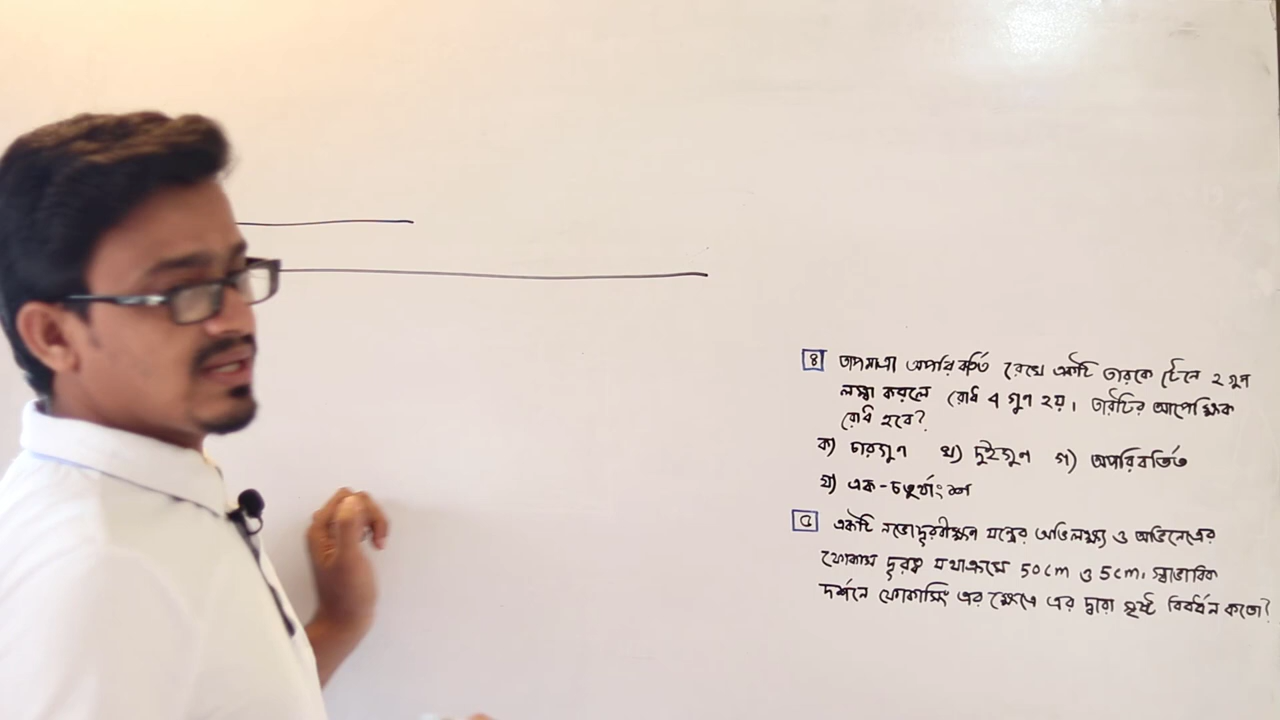 ৪ তাপমাত্রা অপরিবর্তিত রেখে একটি তারকে টেনে ২ গুন
লম্বা করলে রোধ ৪ গুন হয়। তারটির আপেক্ষিক
রোধ হবে?
ক) চারগুন খ) দুইগুন গ) অপরিবর্তিত
ঘ) এক-চতুর্থাংশ
৫ একটি নভোদূরবীক্ষন যন্ত্রের অভিলক্ষ্য ও অভিনেত্রের
ফোকাস দূরত্ব যথাক্রমে 50cm ও 5cm, স্বাভাবিক
দর্শনে ফোকাসিং এর ক্ষেত্রে এর দ্বারা সৃষ্ট বিবর্ধন কতো?